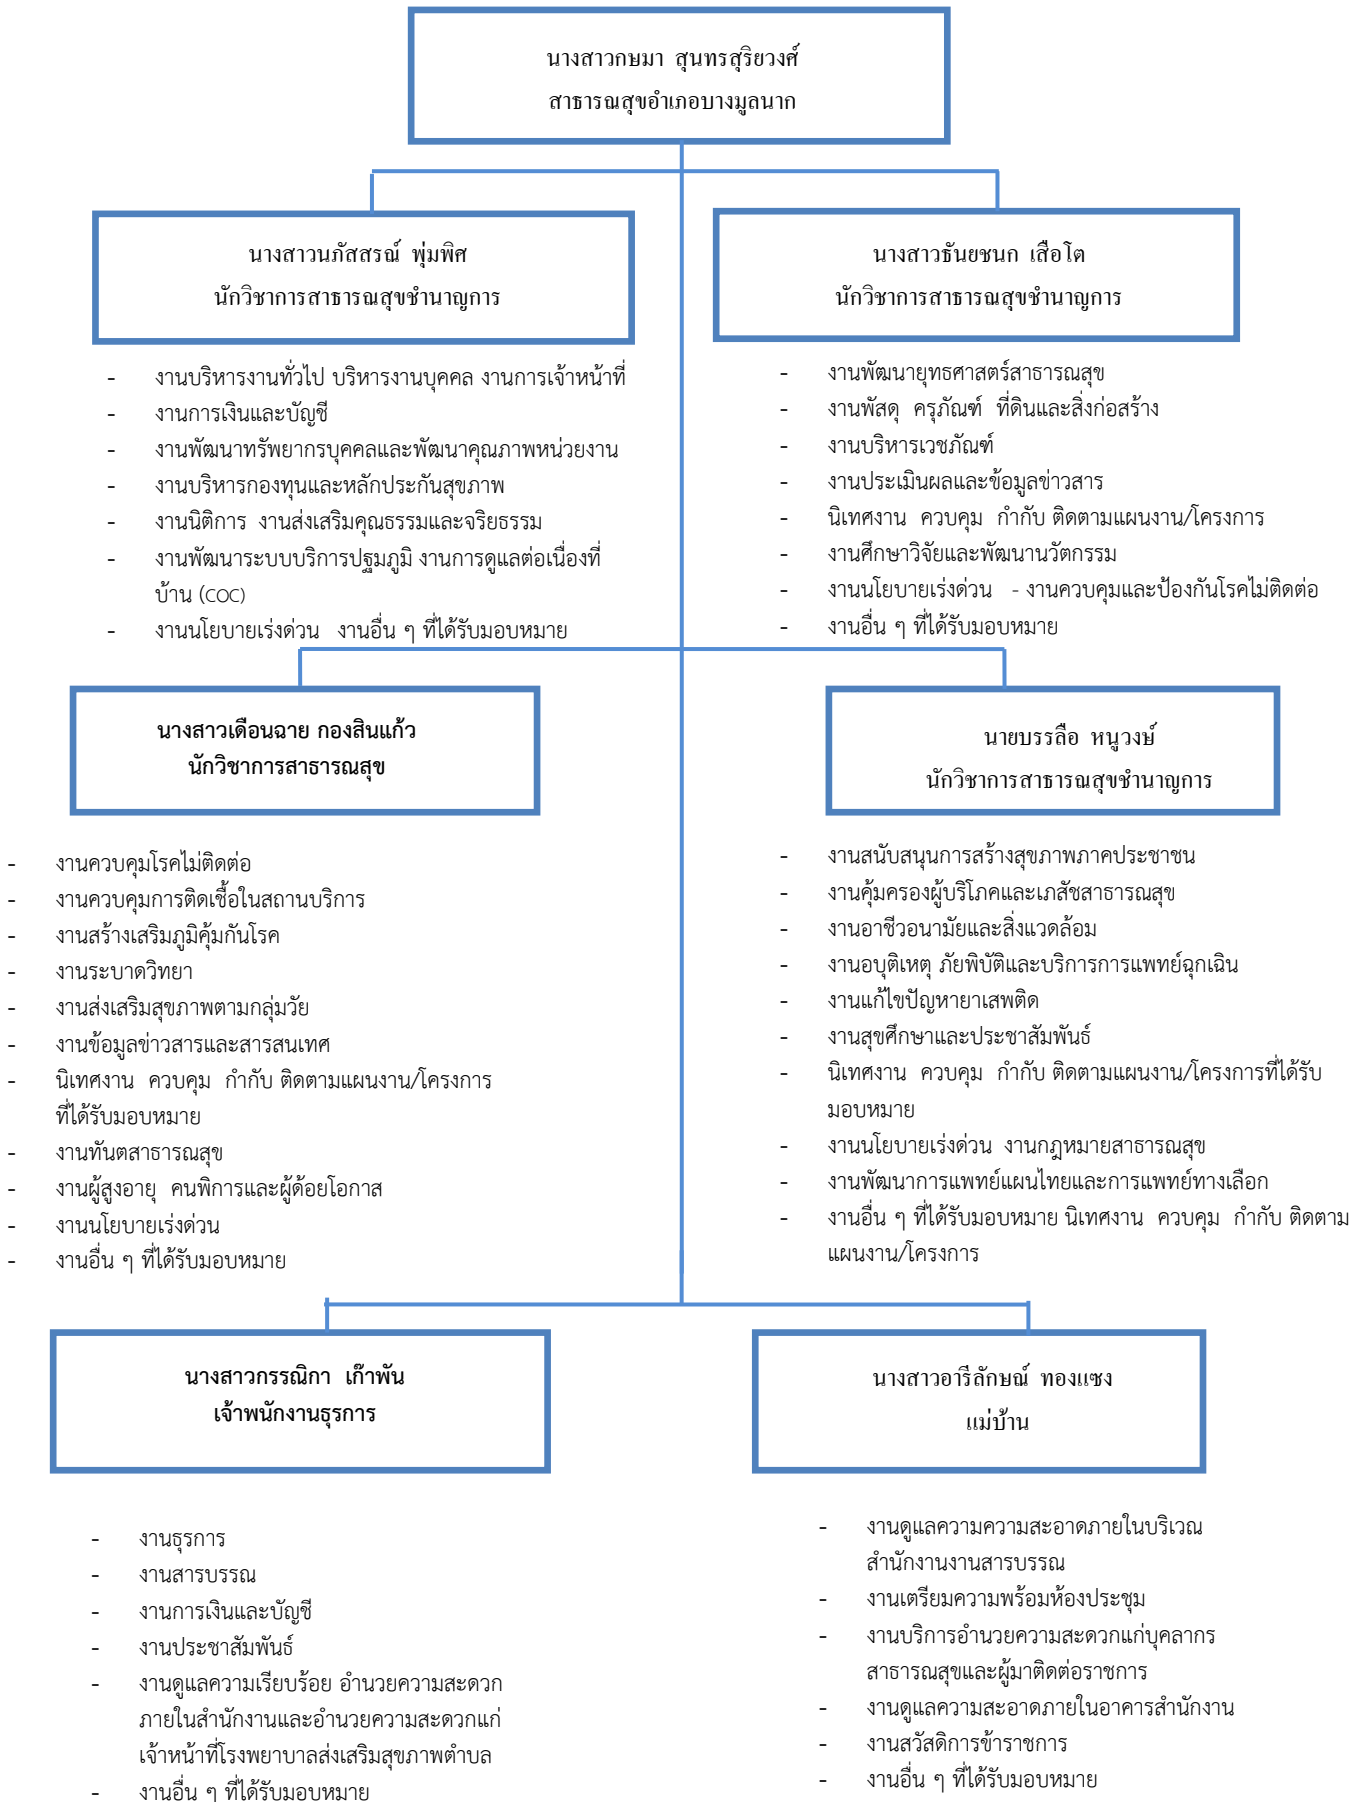 นางสาวกษมา สุนทรสุริยวงศ์
สาธารณสุขอำเภอบางมูลนาก
นางสาวนภัสสรณ์ พุ่มพิศ
นักวิชาการสาธารณสุขชำนาญการ
- งานบริหารงานทั่วไป บริหารงานบุคคล งานการเจ้าหน้าที่
- งานการเงินและบัญชี
- งานพัฒนาทรัพยากรบุคคลและพัฒนาคุณภาพหน่วยงาน
- งานบริหารกองทุนและหลักประกันสุขภาพ
- งานนิติการ งานส่งเสริมคุณธรรมและจริยธรรม
- งานพัฒนาระบบบริการปฐมภูมิ งานการดูแลต่อเนื่องที่
บ้าน (COC)
- งานนโยบายเร่งด่วน งานอื่น ๆ ที่ได้รับมอบหมาย
นางสาวธันยชนก เสือโต
นักวิชาการสาธารณสุขชำนาญการ
- งานพัฒนายุทธศาสตร์สาธารณสุข
- งานพัสดุ ครุภัณฑ์ ที่ดินและสิ่งก่อสร้าง
- งานบริหารเวชภัณฑ์
- งานประเมินผลและข้อมูลข่าวสาร
- นิเทศงาน ควบคุม กำกับ ติดตามแผนงาน/โครงการ
- งานศึกษาวิจัยและพัฒนานวัตกรรม
- งานนโยบายเร่งด่วน - งานควบคุมและป้องกันโรคไม่ติดต่อ
- งานอื่น ๆ ที่ได้รับมอบหมาย
นางสาวเดือนฉาย กองสินแก้ว
นักวิชาการสาธารณสุข
- งานควบคุมโรคไม่ติดต่อ
- งานควบคุมการติดเชื้อในสถานบริการ
- งานสร้างเสริมภูมิคุ้มกันโรค
- งานระบาดวิทยา
- งานส่งเสริมสุขภาพตามกลุ่มวัย
- งานข้อมูลข่าวสารและสารสนเทศ
- นิเทศงาน ควบคุม กำกับ ติดตามแผนงาน/โครงการ
ที่ได้รับมอบหมาย
- งานทันตสาธารณสุข
- งานผู้สูงอายุ คนพิการและผู้ด้อยโอกาส
- งานนโยบายเร่งด่วน
- งานอื่น ๆ ที่ได้รับมอบหมาย
นายบรรลือ หนูวงษ์
นักวิชาการสาธารณสุขชำนาญการ
- งานสนับสนุนการสร้างสุขภาพภาคประชาชน
- งานคุ้มครองผู้บริโภคและเภสัชสาธารณสุข
- งานอาชีวอนามัยและสิ่งแวดล้อม
- งานอบุติเหตุ ภัยพิบัติและบริการการแพทย์ฉุกเฉิน
- งานแก้ไขปัญหายาเสพติด
- งานสุขศึกษาและประชาสัมพันธ์
- นิเทศงาน ควบคุม กำกับ ติดตามแผนงาน/โครงการที่ได้รับ
มอบหมาย
- งานนโยบายเร่งด่วน งานกฎหมายสาธารณสุข
- งานพัฒนาการแพทย์แผนไทยและการแพทย์ทางเลือก
- งานอื่น ๆ ที่ได้รับมอบหมาย นิเทศงาน ควบคุม กำกับ ติดตาม
แผนงาน/โครงการ
นางสาวกรรณิกา เก๊าพัน
เจ้าพนักงานธุรการ
- งานธุรการ
- งานสารบรรณ
- งานการเงินและบัญชี
- งานประชาสัมพันธ์
- งานดูแลความเรียบร้อย อำนวยความสะดวก
ภายในสำนักงานและอำนวยความสะดวกแก่
เจ้าหน้าที่โรงพยาบาลส่งเสริมสุขภาพตำบล
- งานอื่น ๆ ที่ได้รับมอบหมาย
นางสาวอารีลักษณ์ ทองแซง
แม่บ้าน
- งานดูแลความความสะอาดภายในบริเวณ
สำนักงานงานสารบรรณ
- งานเตรียมความพร้อมห้องประชุม
- งานบริการอำนวยความสะดวกแก่บุคลากร
สาธารณสุขและผู้มาติดต่อราชการ
- งานดูแลความสะอาดภายในอาคารสำนักงาน
- งานสวัสดิการข้าราชการ
- งานอื่น ๆ ที่ได้รับมอบหมาย